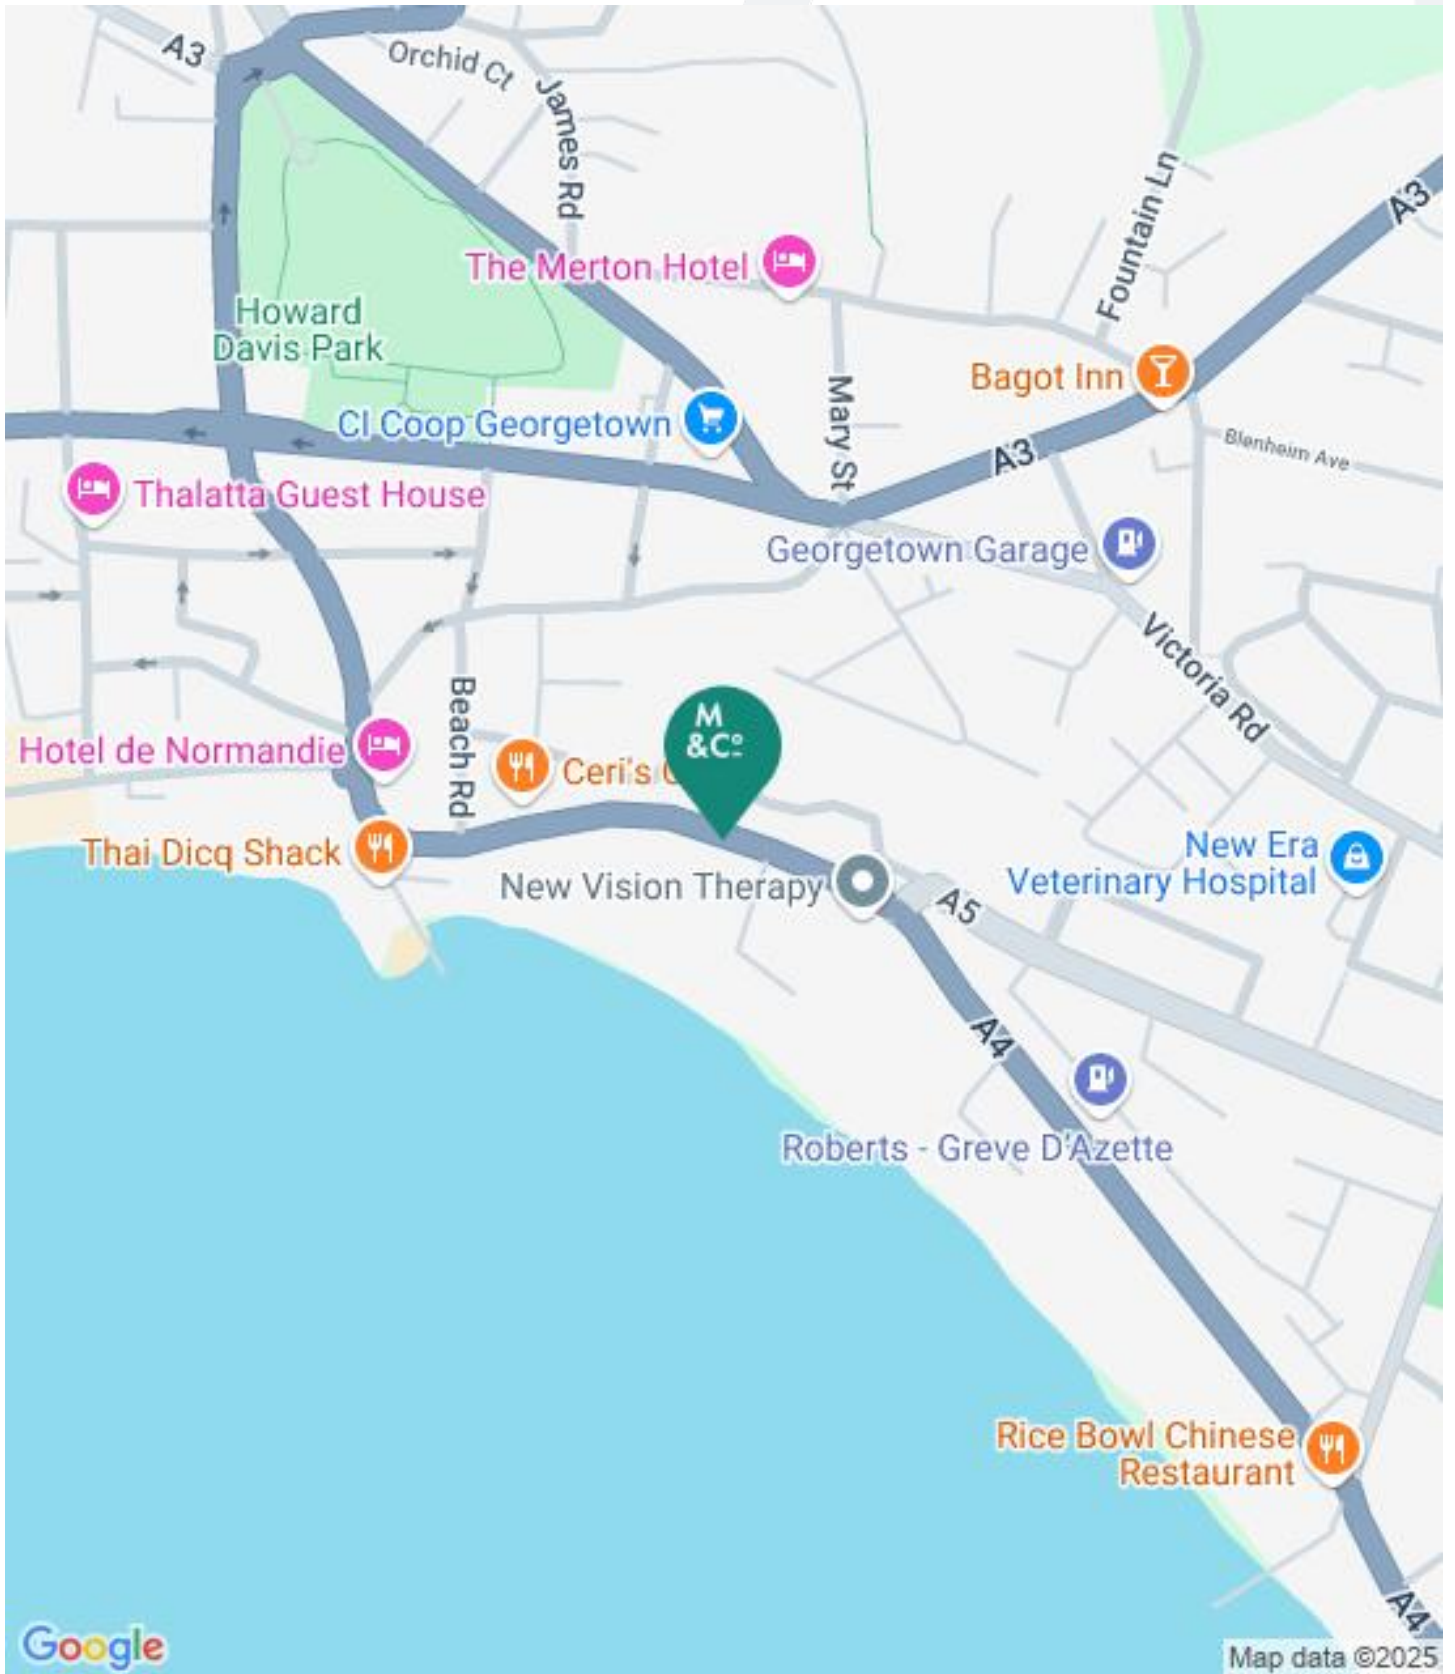 A3
Orchid Ct
James Rd
Fountain Ln
A3
The Merton Hotel
Howard
Davis Park
Bagot Inn
Mary St
CI Coop Georgetown
A3
Blenheim Ave
Thalatta Guest House
Georgetown Garage
Victoria Rd
Beach Rd
M
&Co
Hotel de Normandie
Ceri's
Thai Dicq Shack
New Era
Veterinary Hospital
New Vision Therapy
A5
A4
Roberts - Greve D'Azette
Rice Bowl Chinese
Restaurant
A4
Google
Map data ©2025